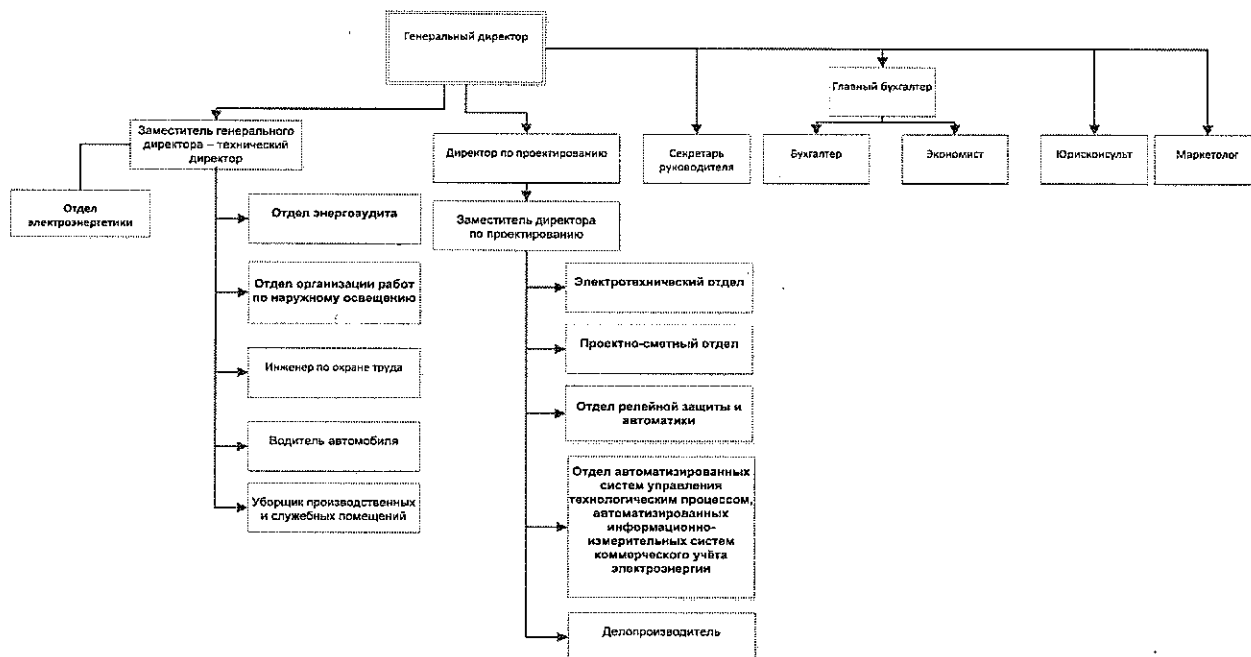 Генеральный директор
Главный бухгалтер
Заместитель генерального
директора – технический
директор
Директор по проектированию
Секретарь
руководителя
Бухгалтер
Экономист
Юрисконсульт
Маркетолог
Отдел
электроэнергетики
Отдел энергоаудита
Заместитель директора
по проектированию
Отдел организации работ
по наружному освещению
Электротехнический отдел
Проектно-сметный отдел
Инженер по охране труда
Отдел релейной защиты и
автоматики
Водитель автомобиля
Отдел автоматизированных
систем управления
технологическим процессом,
автоматизированных
информационно-
измерительных систем
коммерческого учёта
электроэнергии
Уборщик производственных
и служебных помещений
Делопроизводитель